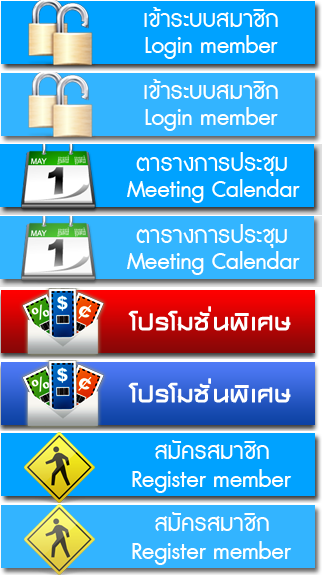 เข้าระบบสมาชิก
Login member
เข้าระบบสมาชิก
Login member
MAY
1
ตารางการประชุม
Meeting Calendar
MAY
1
ตารางการประชุม
Meeting Calendar
% $ ¢
โปรโมชั่นพิเศษ
% $ ¢
โปรโมชั่นพิเศษ
สมัครสมาชิก
Register member
สมัครสมาชิก
Register member